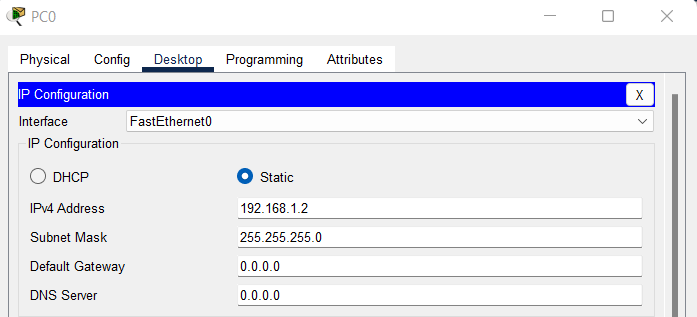 PC0
Physical Config Desktop Programming Attributes
IP Configuration X
Interface FastEthernet0
IP Configuration
DHCP Static
IPv4 Address 192.168.1.2
Subnet Mask 255.255.255.0
Default Gateway 0.0.0.0
DNS Server 0.0.0.0